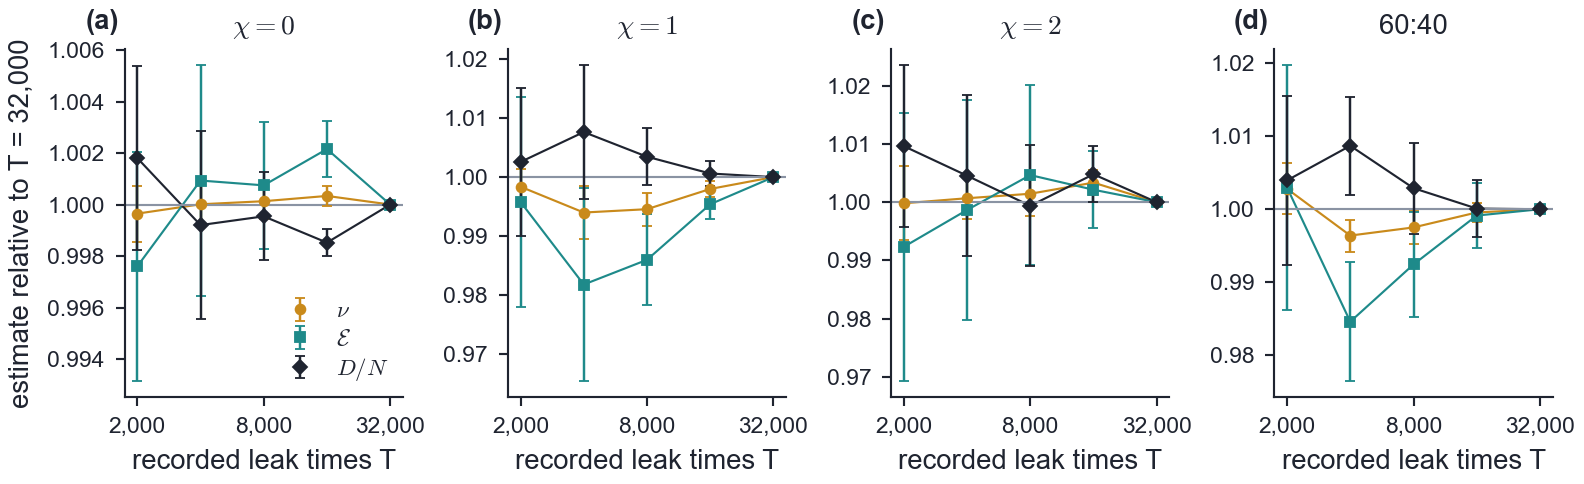 (a) χ = 0
(b) χ = 1
(c) χ = 2
(d) 60:40
estimate relative to T = 32,000
1.006
1.004
1.002
1.000
0.998
0.996
0.994
1.02
1.01
1.00
0.99
0.98
0.97
1.02
1.01
1.00
0.99
0.98
0.97
1.02
1.01
1.00
0.99
0.98
ν
ℰ
D/N
2,000 8,000 32,000
2,000 8,000 32,000
2,000 8,000 32,000
2,000 8,000 32,000
recorded leak times T
recorded leak times T
recorded leak times T
recorded leak times T